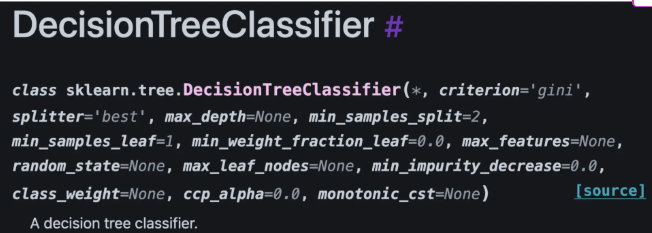 DecisionTreeClassifier #
class sklearn.tree.DecisionTreeClassifier(*, criterion='gini',
splitter='best', max_depth=None, min_samples_split=2,
min_samples_leaf=1, min_weight_fraction_leaf=0.0, max_features=None,
random_state=None, max_leaf_nodes=None, min_impurity_decrease=0.0,
class_weight=None, ccp_alpha=0.0, monotonic_cst=None) [source]
A decision tree classifier.